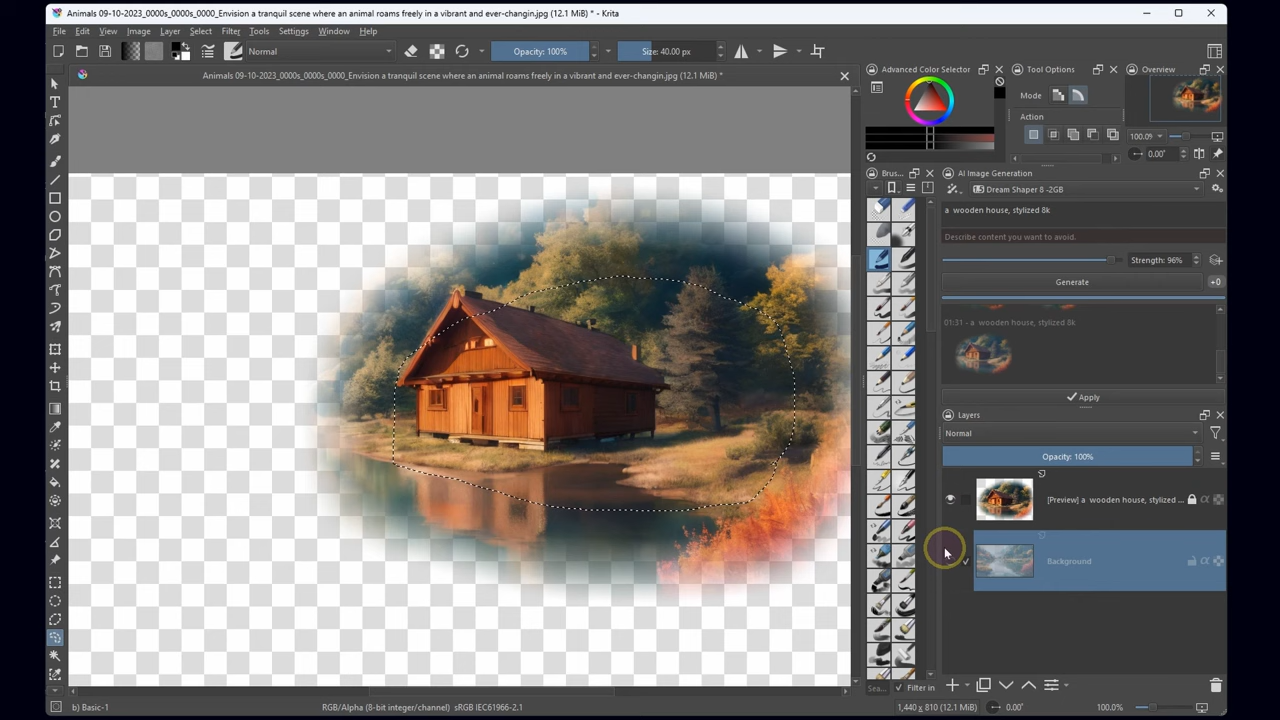 Animals 09-10-2023_0000s_0000s_0000_Envision a tranquil scene where an animal roams freely in a vibrant and ever-changin.jpg (12.1 MiB) * - Krita
File Edit View Image Layer Select Filter Tools Settings Window Help
Normal Opacity: 100% Size: 40.00 px
Animals 09-10-2023_0000s_0000s_0000_Envision a tranquil scene where an animal roams freely in a vibrant and ever-changin.jpg (12.1 MiB) *
Advanced Color Selector
Tool Options
Overview
Mode
Action
100.0%
0.00°
Brus...
AI Image Generation
Dream Shaper 8 -2GB
a wooden house, stylized 8k
Describe content you want to avoid.
Strength: 96%
Generate
+0
01:31 - a wooden house, stylized 8k
Apply
Layers
Normal
Opacity: 100%
[Preview] a wooden house, stylized ...
Background
Sea...
Filter in
b) Basic-1
RGB/Alpha (8-bit integer/channel) sRGB IEC61966-2.1
1,440 x 810 (12.1 MiB)
0.00°
100.0%